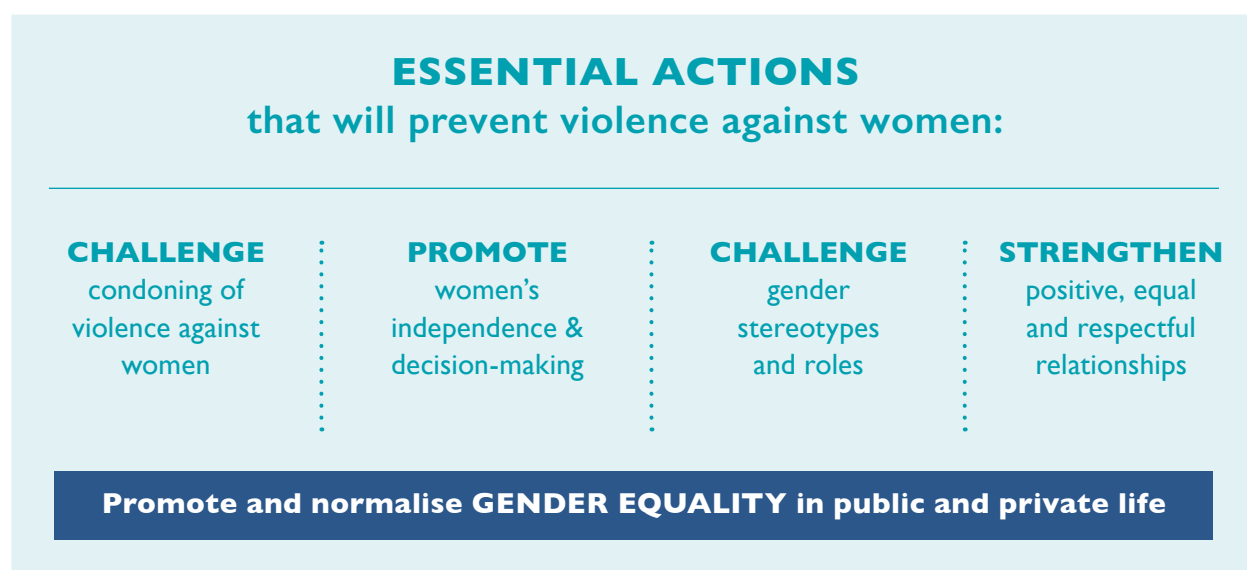 ESSENTIAL ACTIONS
that will prevent violence against women:
CHALLENGE
condoning of
violence against
women
PROMOTE
women’s
independence &
decision-making
CHALLENGE
gender
stereotypes
and roles
STRENGTHEN
positive, equal
and respectful
relationships
Promote and normalise GENDER EQUALITY in public and private life